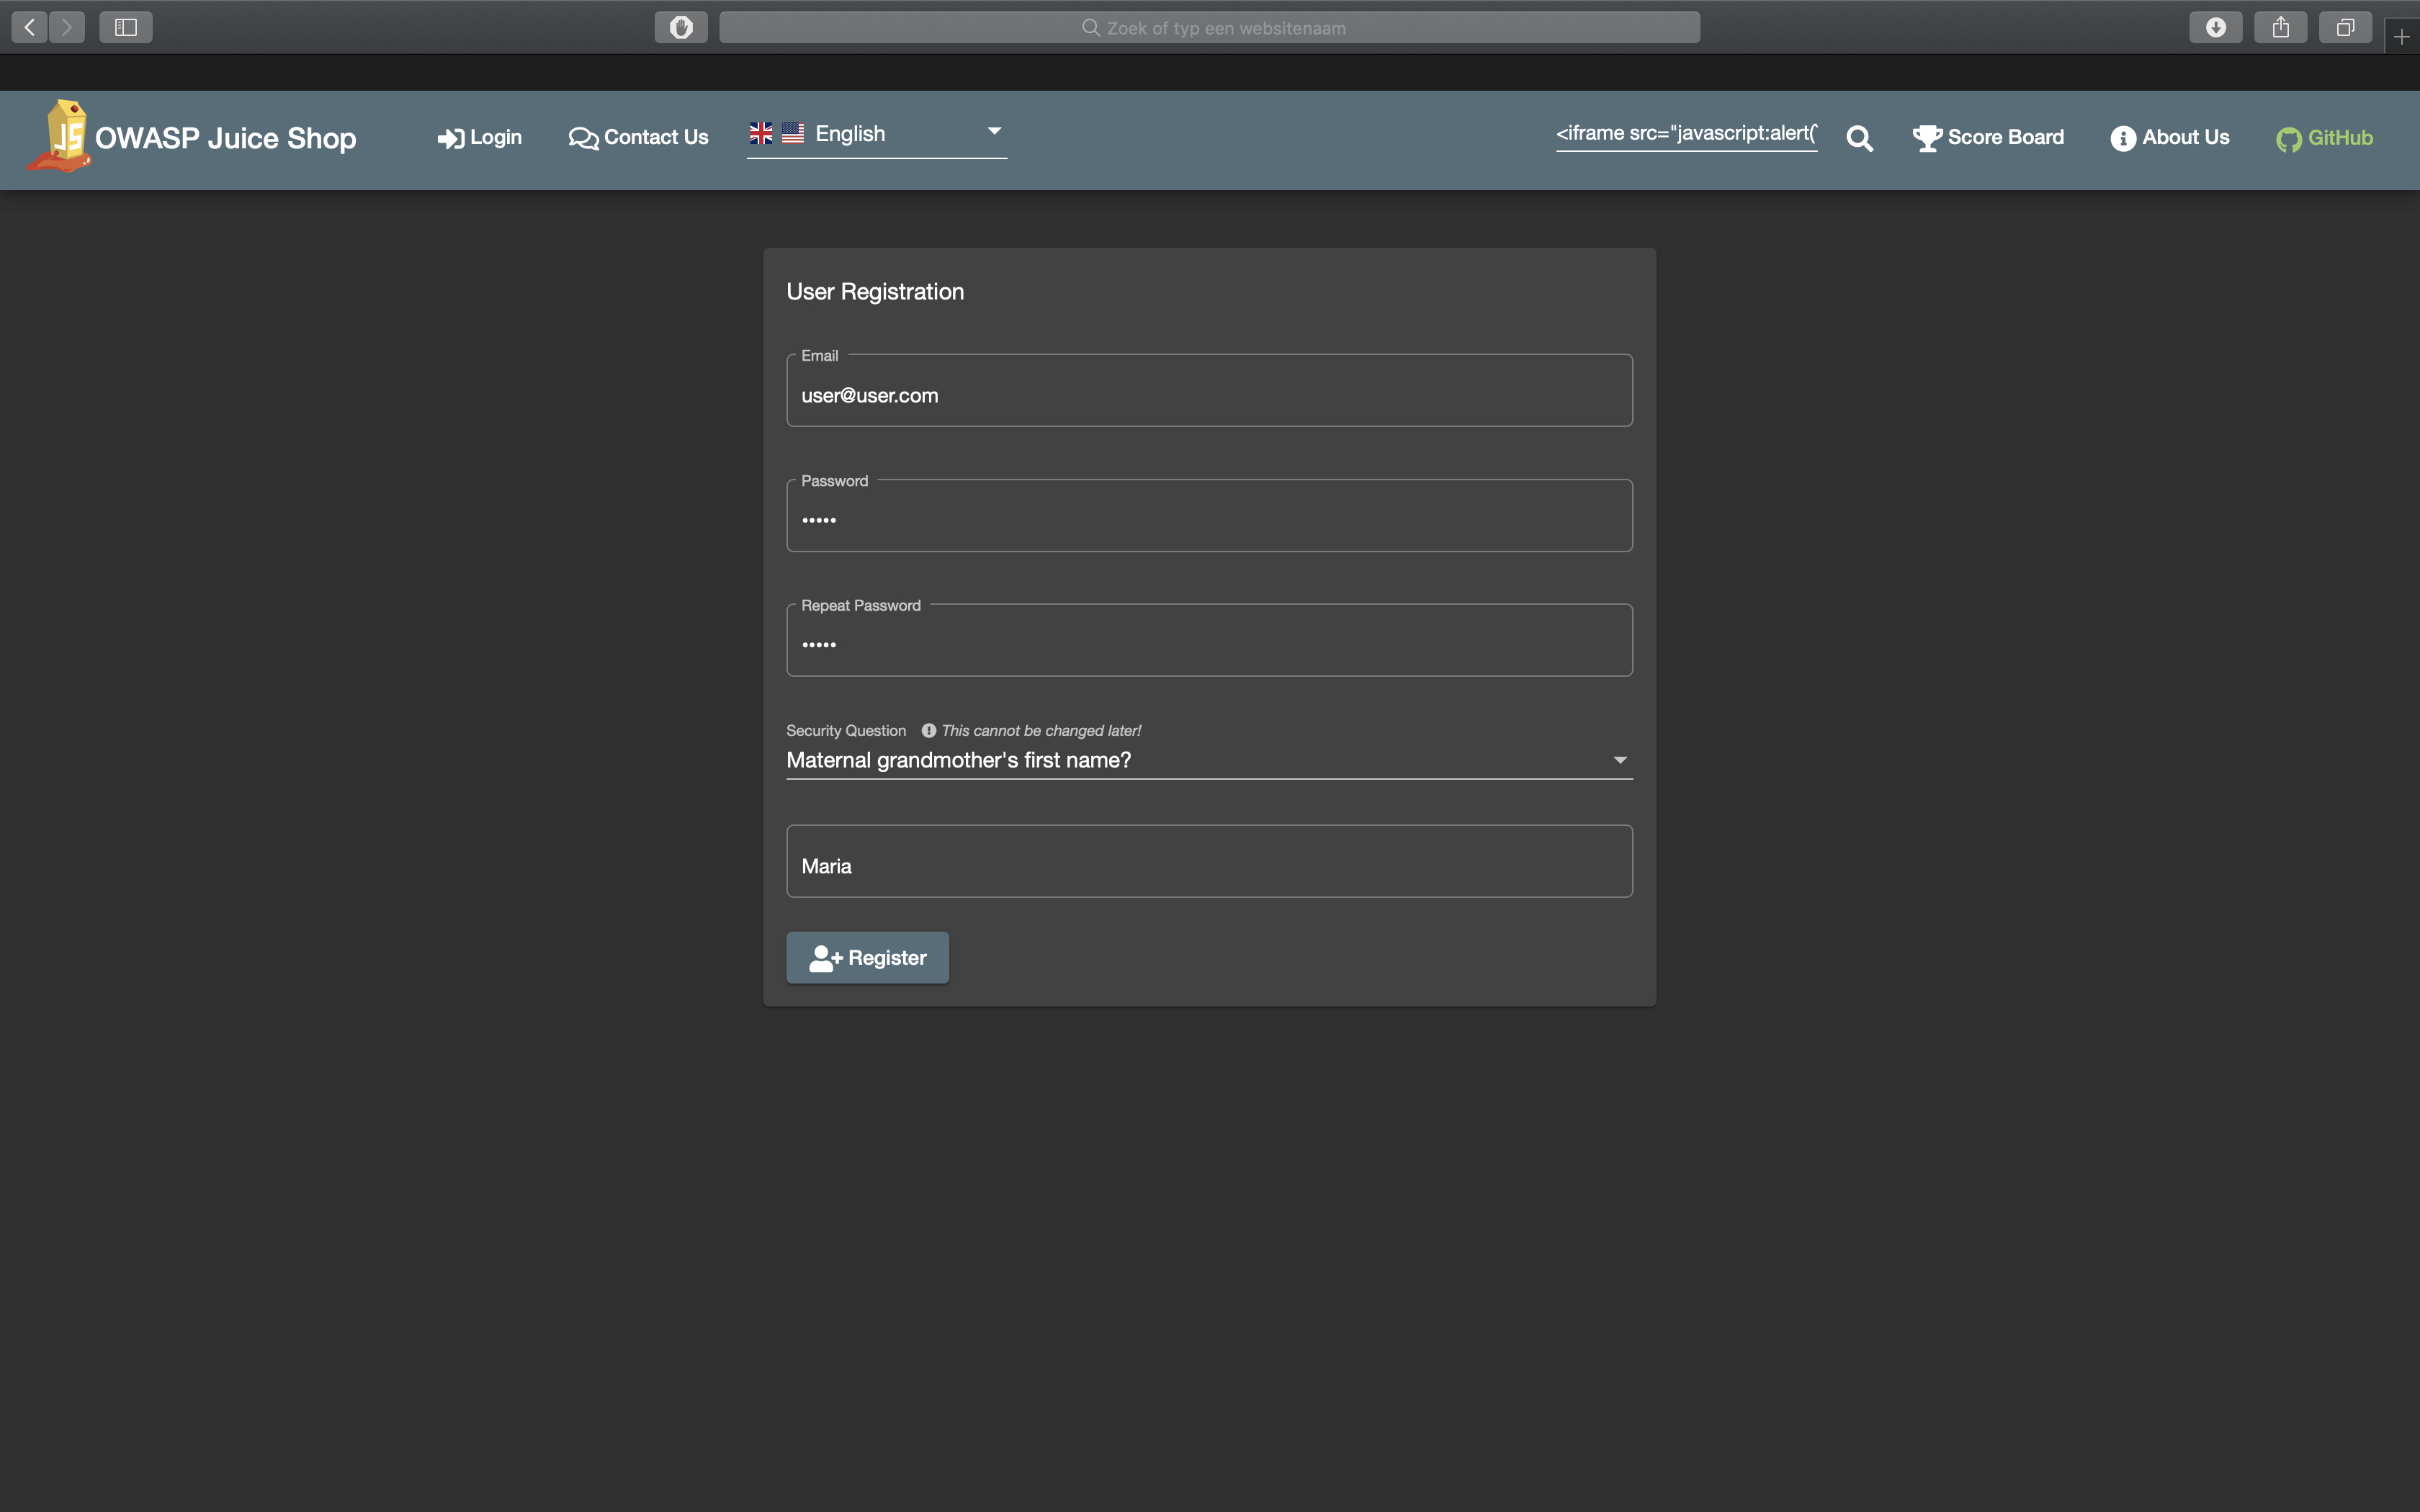 Zoek of typ een websitenaam
OWASP Juice Shop
Login
Contact Us
English
<iframe src="javascript:alert(`
Score Board
About Us
GitHub
User Registration
Email
user@user.com
Password
•••••
Repeat Password
•••••
Security Question This cannot be changed later!
Maternal grandmother's first name?
Maria
Register